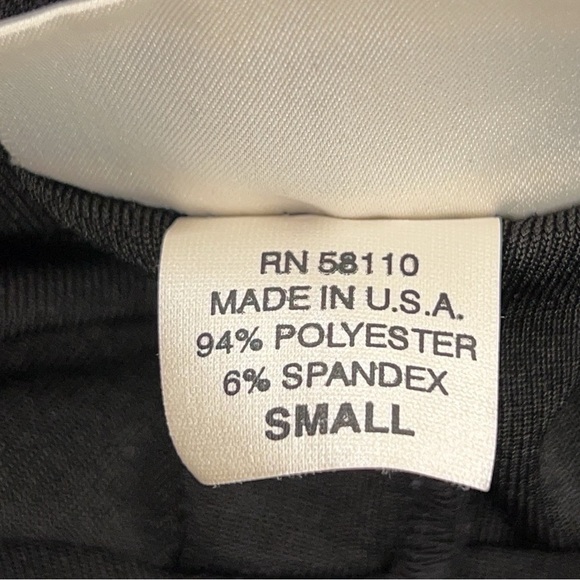 RN 58110
MADE IN U.S.A.
94% POLYESTER
6% SPANDEX
SMALL